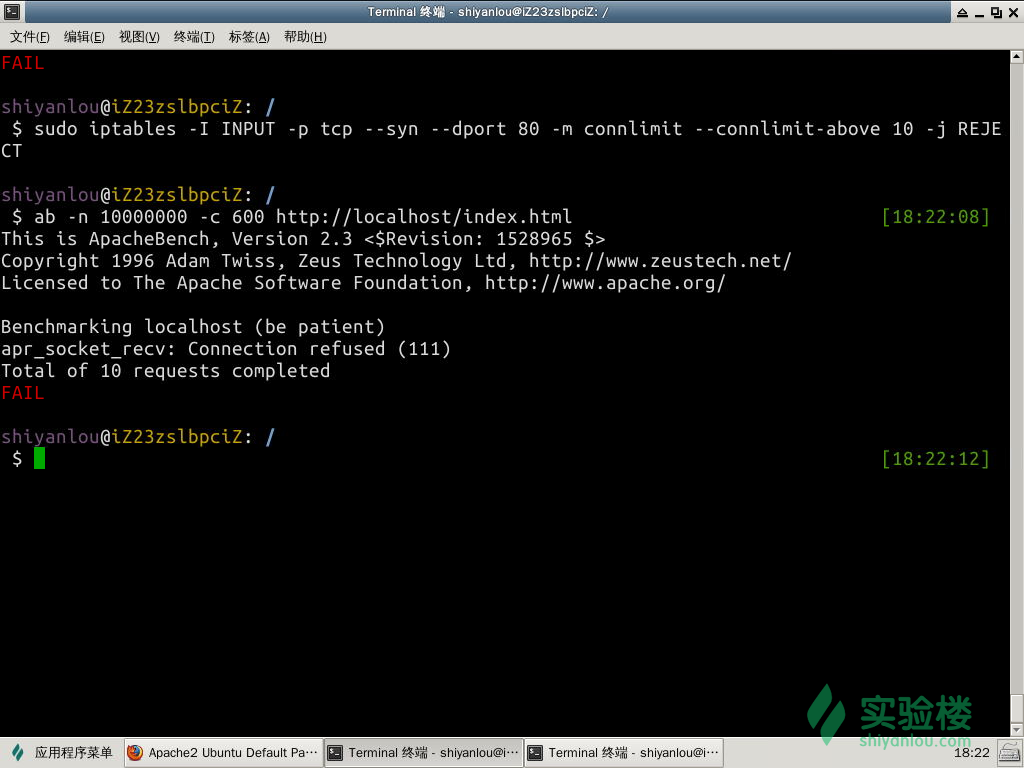 Terminal 终端 - shiyanlou@iZ23zslbpciZ: /
文件(F) 编辑(E) 视图(V) 终端(T) 标签(A) 帮助(H)
FAIL
shiyanlou@iZ23zslbpciZ: /
$ sudo iptables -I INPUT -p tcp --syn --dport 80 -m connlimit --connlimit-above 10 -j REJE
CT
shiyanlou@iZ23zslbpciZ: /
$ ab -n 10000000 -c 600 http://localhost/index.html [18:22:08]
This is ApacheBench, Version 2.3 <$Revision: 1528965 $>
Copyright 1996 Adam Twiss, Zeus Technology Ltd, http://www.zeustech.net/
Licensed to The Apache Software Foundation, http://www.apache.org/
Benchmarking localhost (be patient)
apr_socket_recv: Connection refused (111)
Total of 10 requests completed
FAIL
shiyanlou@iZ23zslbpciZ: /
$ [18:22:12]
实验楼
shiyanlou.com
应用程序菜单 Apache2 Ubuntu Default Pa··· Terminal 终端 - shiyanlou@i··· Terminal 终端 - shiyanlou@i··· 18:22